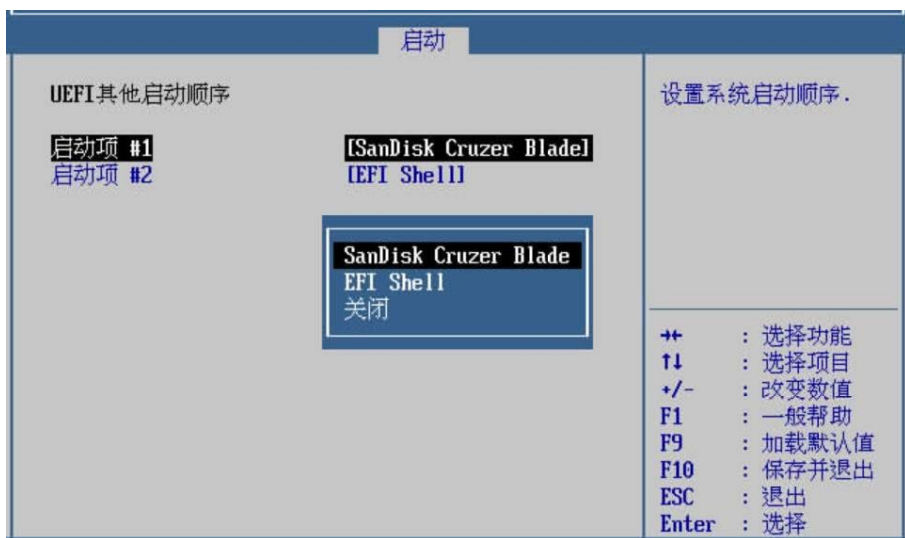 启动
UEFI其他启动顺序
启动项 #1 [SanDisk Cruzer Blade]
启动项 #2 [EFI Shell]
SanDisk Cruzer Blade
EFI Shell
关闭
设置系统启动顺序.
→← : 选择功能
↑↓ : 选择项目
+/- : 改变数值
F1 : 一般帮助
F9 : 加载默认值
F10 : 保存并退出
ESC : 退出
Enter : 选择